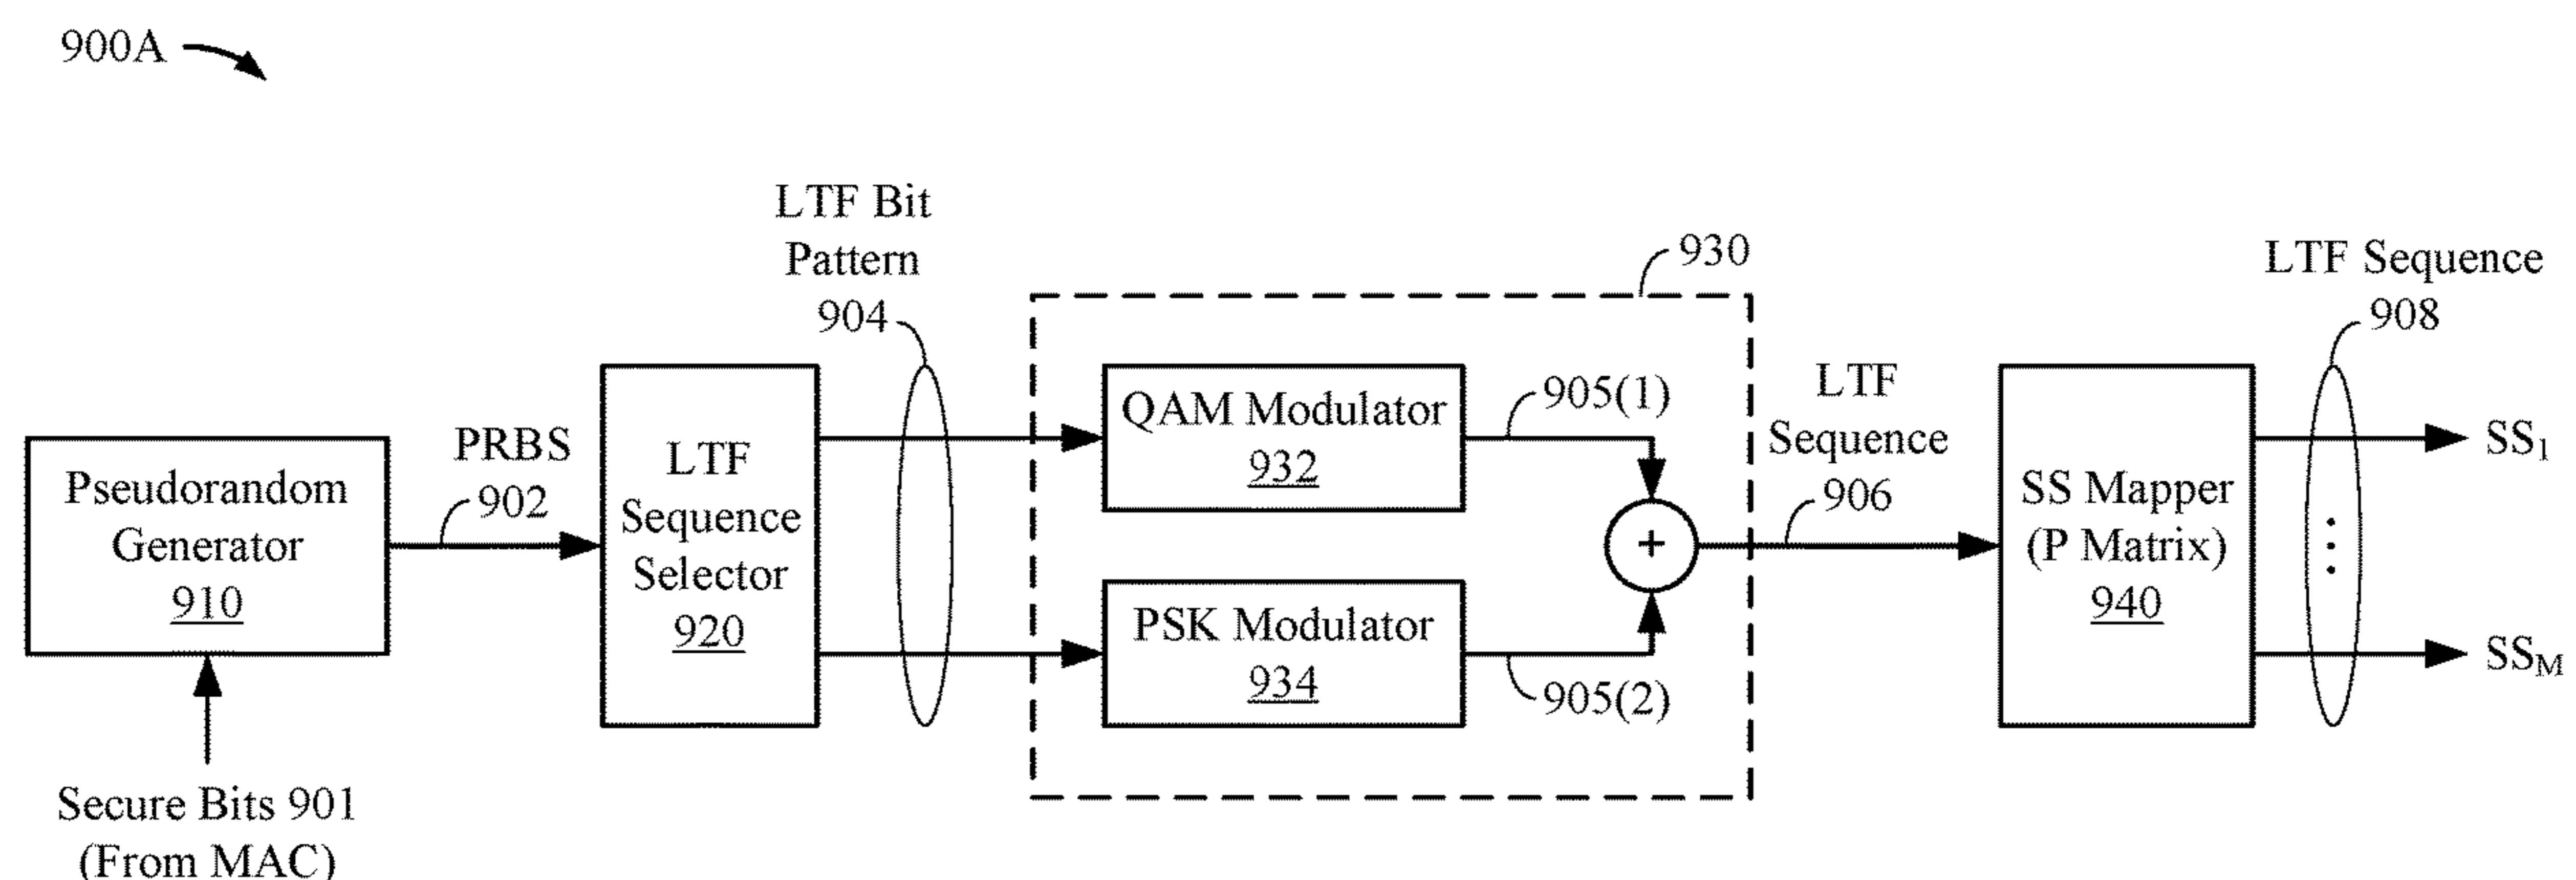 900A
LTF Bit
Pattern
904
930
LTF Sequence
908
Pseudorandom
Generator
910
PRBS
902
LTF
Sequence
Selector
920
QAM Modulator
932
905(1)
PSK Modulator
934
905(2)
+
LTF
Sequence
906
SS Mapper
(P Matrix)
940
SS1
SSM
Secure Bits 901
(From MAC)